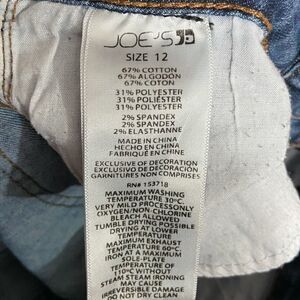 JOE'S
SIZE 12
67% COTTON
67% ALGODÓN
67% COTON
31% POLYESTER
31% POLIÉSTER
31% POLYESTER
2% SPANDEX
2% SPANDEX
2% ELASTHANNE
MADE IN CHINA
HECHO EN CHINA
FABRIQUÉ EN CHINE
EXCLUSIVE OF DECORATION
EXCLUSIVO DE DECORACIÓN
GARNITURES NON COMPRISES
RN# 153718
MAXIMUM WASHING
TEMPERATURE 30°C
VERY MILD PROCESSONLY
OXYGEN/NON-CHLORINE
BLEACH ALLOWED
TUMBLE DRYING POSSIBLE
DRYING AT LOWER
TEMPERATURE
MAXIMUM EXHAUST
TEMPERATURE 60°C
IRON AT A MAXIMUM
SOLE-PLATE
TEMPERATURE OF
110°C WITHOUT
STEAM STEAM IRONING
MAY CAUSE
IRREVERSIBLE DAMAGE
DO NOT DRY CLEAN